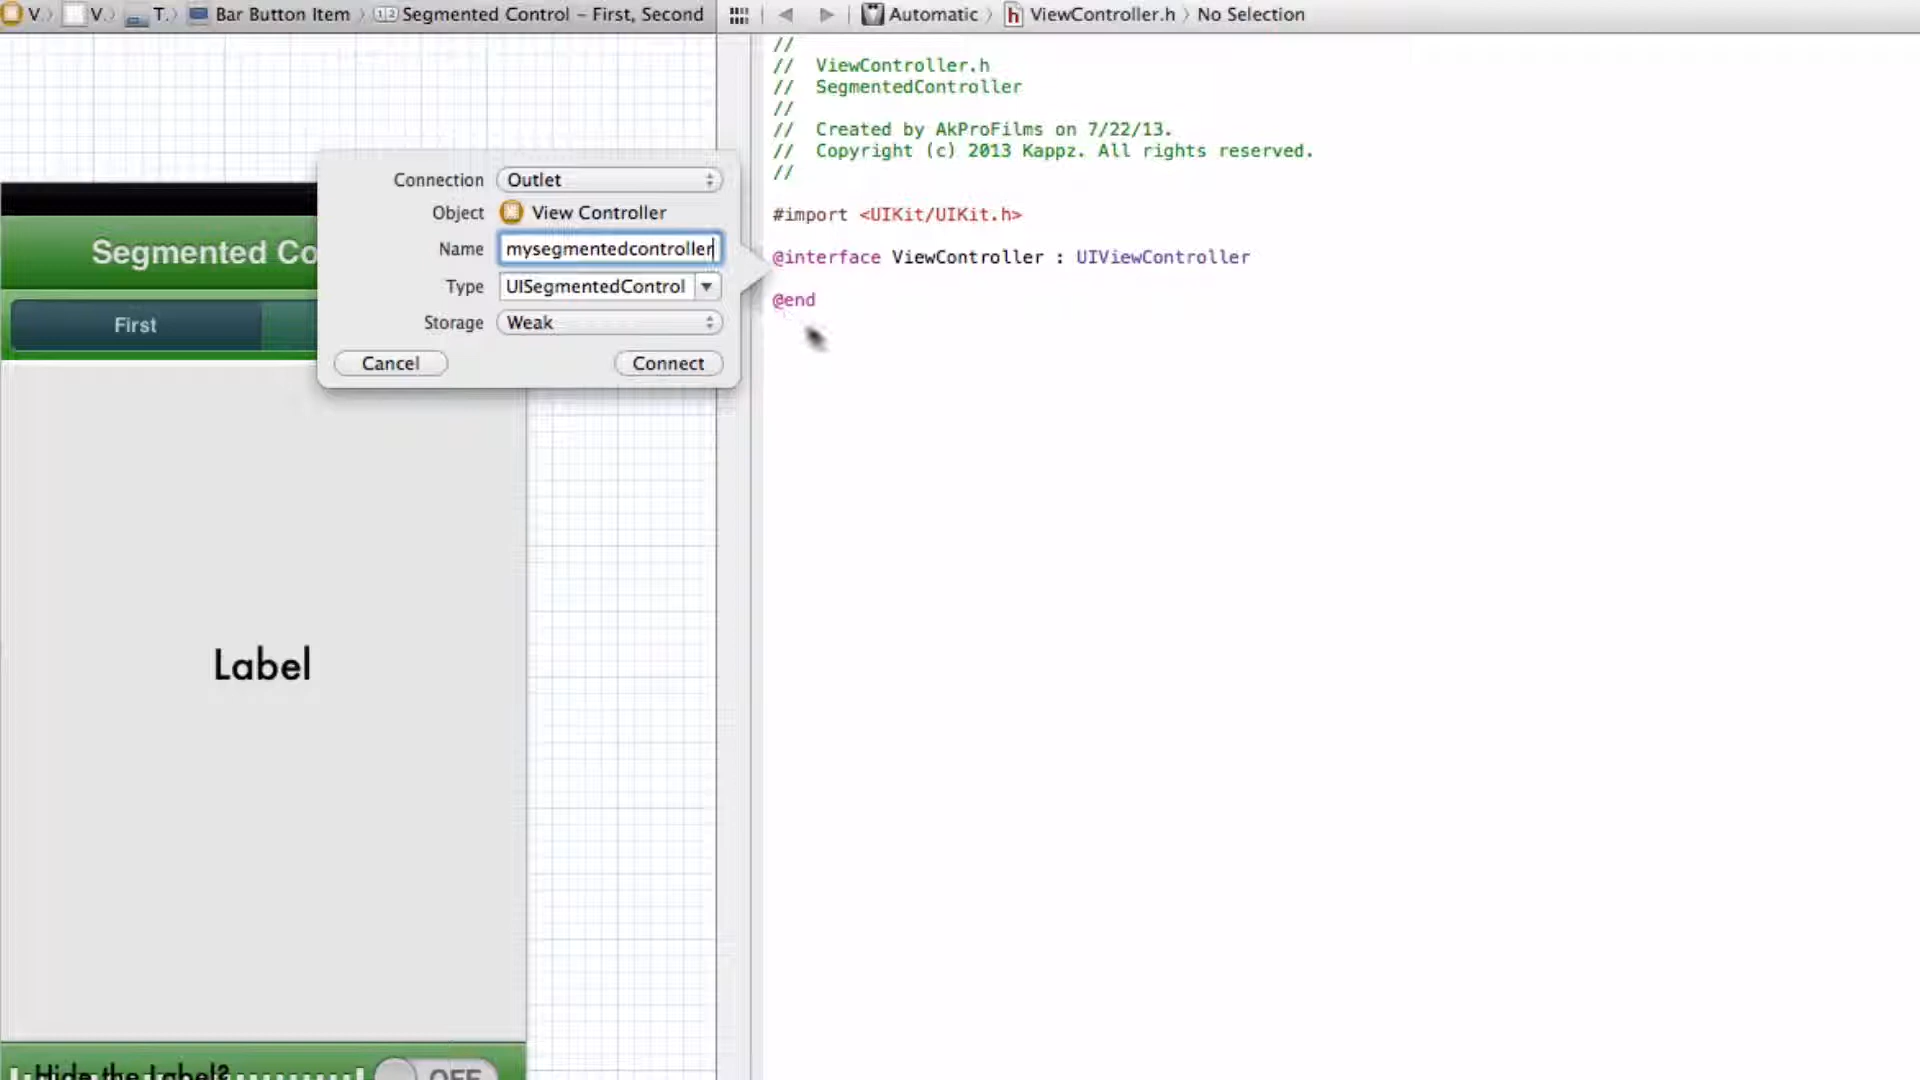 V. V. T. Bar Button Item Segmented Control – First, Second
Automatic ViewController.h No Selection
//
// ViewController.h
// SegmentedController
//
// Created by AkProFilms on 7/22/13.
// Copyright (c) 2013 Kappz. All rights reserved.
//
#import <UIKit/UIKit.h>
@interface ViewController : UIViewController
@end
Connection Outlet
Object View Controller
Name mysegmentedcontroller
Type UISegmentedControl
Storage Weak
Cancel Connect
Segmented Co
First
Label
Hide the Label? OFF